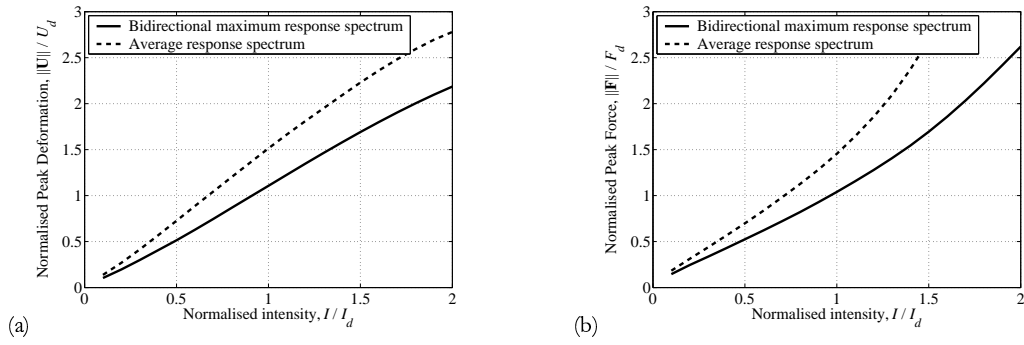 Bidirectional maximum response spectrum
Average response spectrum
Normalised Peak Deformation, ||U|| / U_d
3
2.5
2
1.5
1
0.5
0
0 0.5 1 1.5 2
Normalised intensity, I / I_d
(a)
Bidirectional maximum response spectrum
Average response spectrum
Normalised Peak Force, ||F|| / F_d
3
2.5
2
1.5
1
0.5
0
0 0.5 1 1.5 2
Normalised intensity, I / I_d
(b)